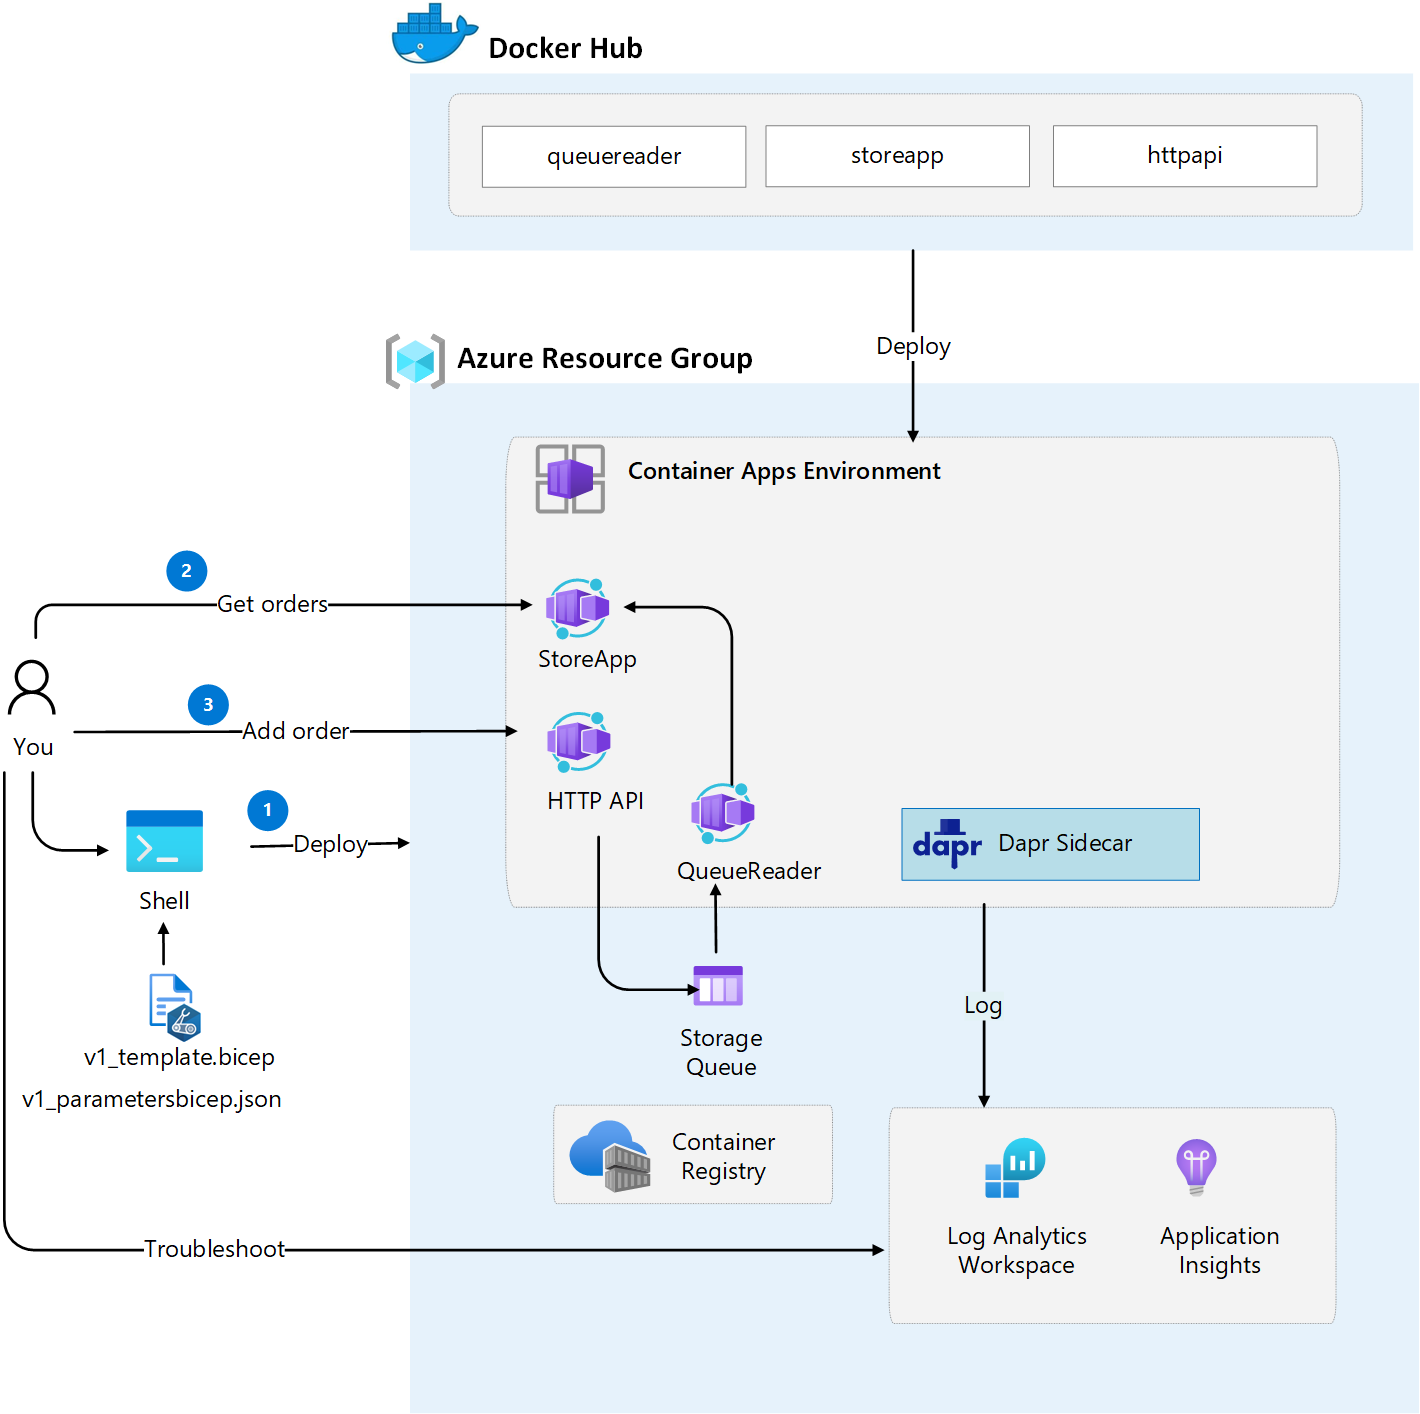 Docker Hub
queuereader
storeapp
httpapi
Deploy
Azure Resource Group
Container Apps Environment
2
Get orders
StoreApp
3
Add order
You
HTTP API
1
Deploy
Shell
QueueReader
dapr
Dapr Sidecar
v1_template.bicep
v1_parametersbicep.json
Storage
Queue
Log
Container
Registry
Troubleshoot
Log Analytics
Workspace
Application
Insights